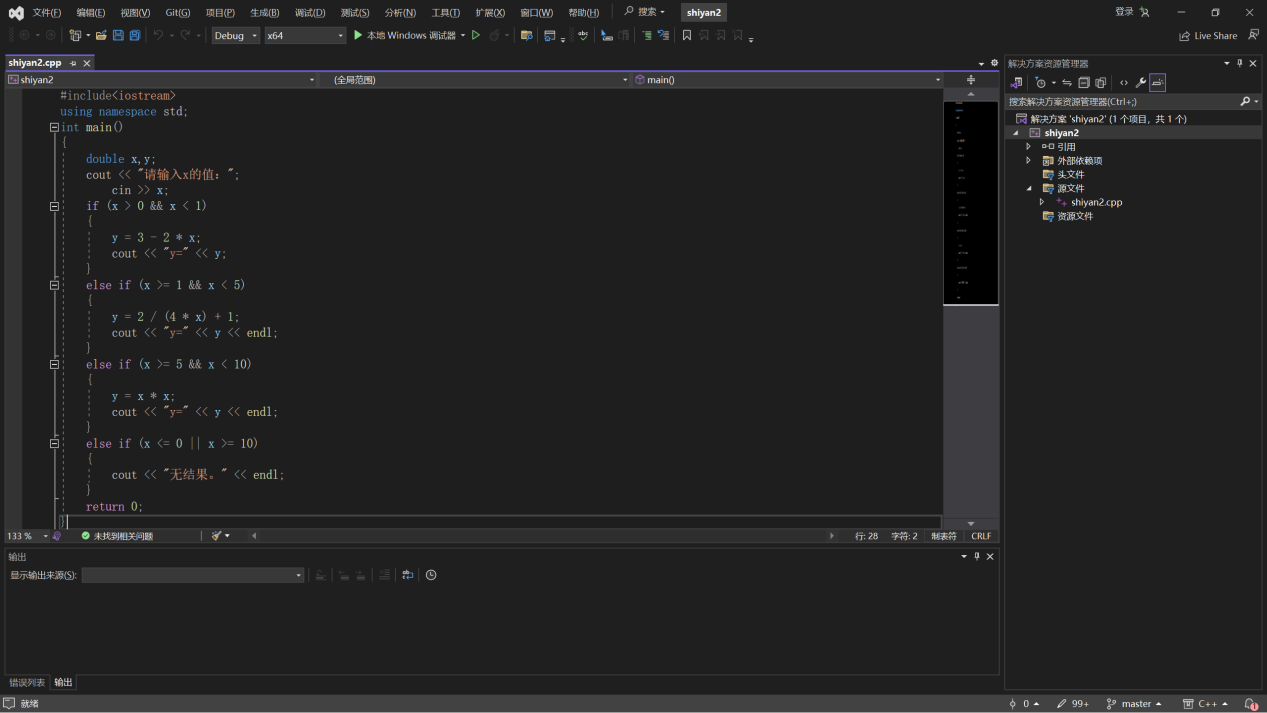 文件(F) 编辑(E) 视图(V) Git(G) 项目(P) 生成(B) 调试(D) 测试(S) 分析(N) 工具(T) 扩展(X) 窗口(W) 帮助(H) 搜索 shiyan2 登录
Debug x64 本地 Windows 调试器 Live Share
shiyan2.cpp
shiyan2 (全局范围) main()
#include<iostream>
using namespace std;
int main()
{
double x,y;
cout << "请输入x的值: ";
cin >> x;
if (x > 0 && x < 1)
{
y = 3 - 2 * x;
cout << "y=" << y;
}
else if (x >= 1 && x < 5)
{
y = 2 / (4 * x) + 1;
cout << "y=" << y << endl;
}
else if (x >= 5 && x < 10)
{
y = x * x;
cout << "y=" << y << endl;
}
else if (x <= 0 || x >= 10)
{
cout << "无结果。" << endl;
}
return 0;
}
133 % 未找到相关问题 行: 28 字符: 2 制表符 CRLF
输出
显示输出来源(S):
错误列表 输出
就绪 0 99+ master C++ 1
解决方案资源管理器
搜索解决方案资源管理器(Ctrl+;)
解决方案 'shiyan2' (1 个项目，共 1 个)
shiyan2
引用
外部依赖项
头文件
源文件
shiyan2.cpp
资源文件